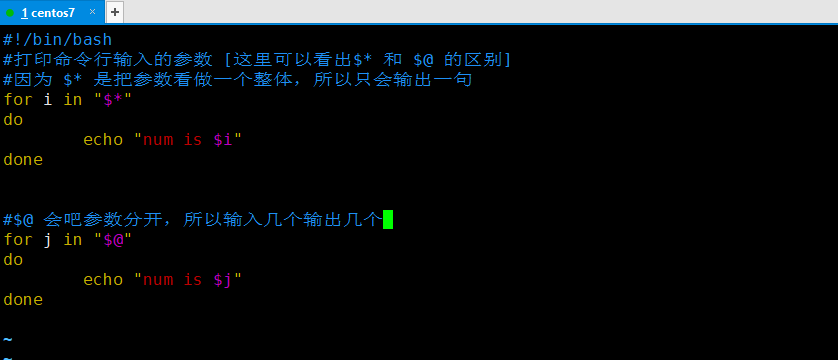 1 centos7 × +
#!/bin/bash
#打印命令行输入的参数 [这里可以看出$* 和 $@ 的区别]
#因为 $* 是把参数看做一个整体，所以只会输出一句
for i in "$*"
do
        echo "num is $i"
done
#$@ 会吧参数分开，所以输入几个输出几个
for j in "$@"
do
        echo "num is $j"
done
~
~